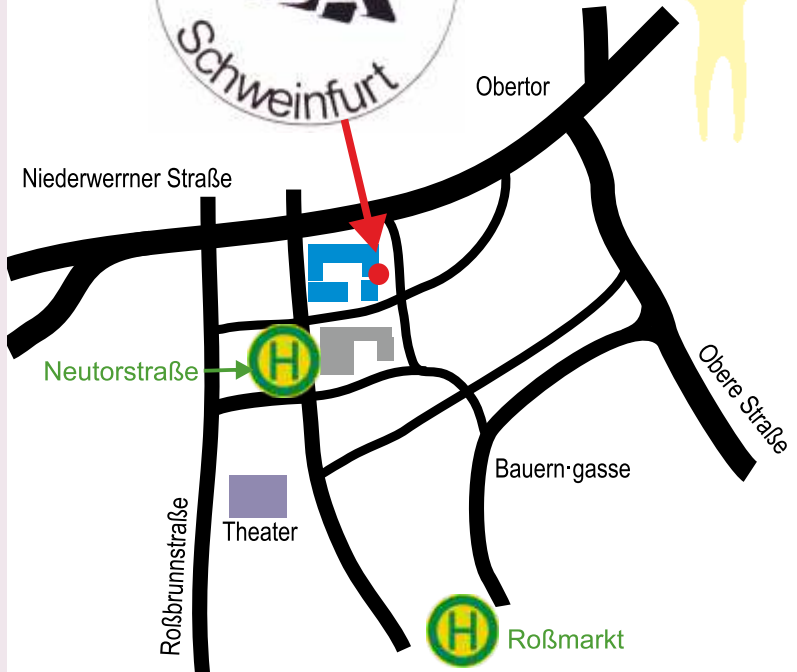 Schweinfurt
Obertor
Niederwerrner Straße
H
Neutorstraße
Obere Straße
Bauern·gasse
Roßbrunnstraße
Theater
H
Roßmarkt